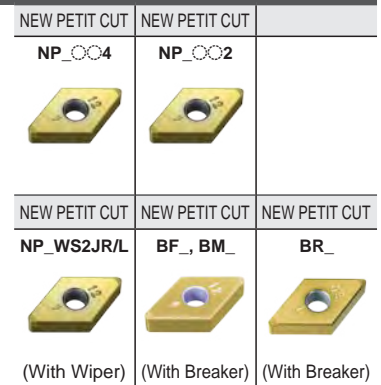 NEW PETIT CUT NEW PETIT CUT
NP_○○4 NP_○○2
NEW PETIT CUT NEW PETIT CUT NEW PETIT CUT
NP_WS2JR/L BF_, BM_ BR_
(With Wiper) (With Breaker) (With Breaker)